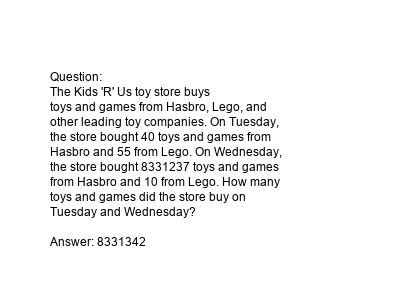 Question:
The Kids 'R' Us toy store buys
toys and games from Hasbro, Lego, and
other leading toy companies. On Tuesday,
the store bought 40 toys and games from
Hasbro and 55 from Lego. On Wednesday,
the store bought 8331237 toys and games
from Hasbro and 10 from Lego. How many
toys and games did the store buy on
Tuesday and Wednesday?

Answer: 8331342